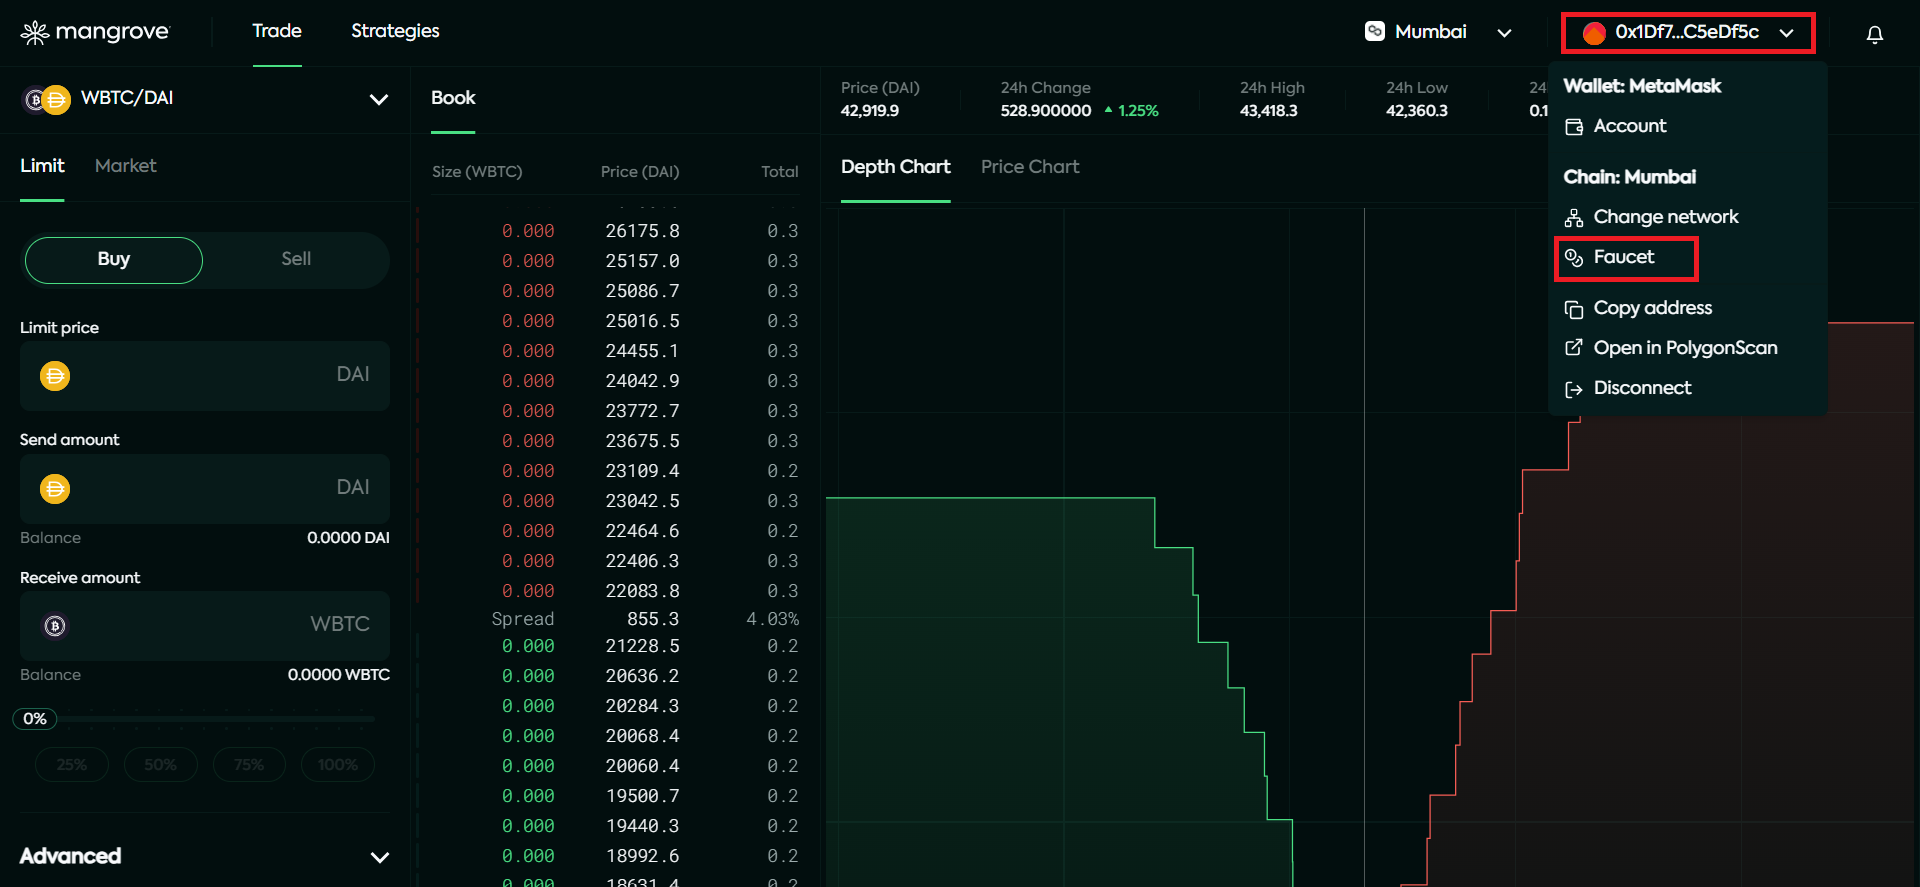 mangrove
Trade
Strategies
Mumbai
0x1Df7...C5eDf5c
WBTC/DAI
Limit
Market
Buy
Sell
Limit price
DAI
Send amount
DAI
Balance
0.0000 DAI
Receive amount
WBTC
Balance
0.0000 WBTC
0%
25%
50%
75%
100%
Advanced
Book
Size (WBTC) Price (DAI) Total
0.000 26175.8 0.3
0.000 25157.0 0.3
0.000 25086.7 0.3
0.000 25016.5 0.3
0.000 24455.1 0.3
0.000 24042.9 0.3
0.000 23772.7 0.3
0.000 23675.5 0.3
0.000 23109.4 0.2
0.000 23042.5 0.3
0.000 22464.6 0.2
0.000 22406.3 0.3
0.000 22083.8 0.3
Spread 855.3 4.03%
0.000 21228.5 0.2
0.000 20636.2 0.2
0.000 20284.3 0.2
0.000 20068.4 0.2
0.000 20060.4 0.2
0.000 19500.7 0.2
0.000 19440.3 0.2
0.000 18992.6 0.2
0.000 18631.4 0.2
Price (DAI)
42,919.9
24h Change
528.900000 1.25%
24h High
43,418.3
24h Low
42,360.3
24
0.1
Depth Chart
Price Chart
Wallet: MetaMask
Account
Chain: Mumbai
Change network
Faucet
Copy address
Open in PolygonScan
Disconnect